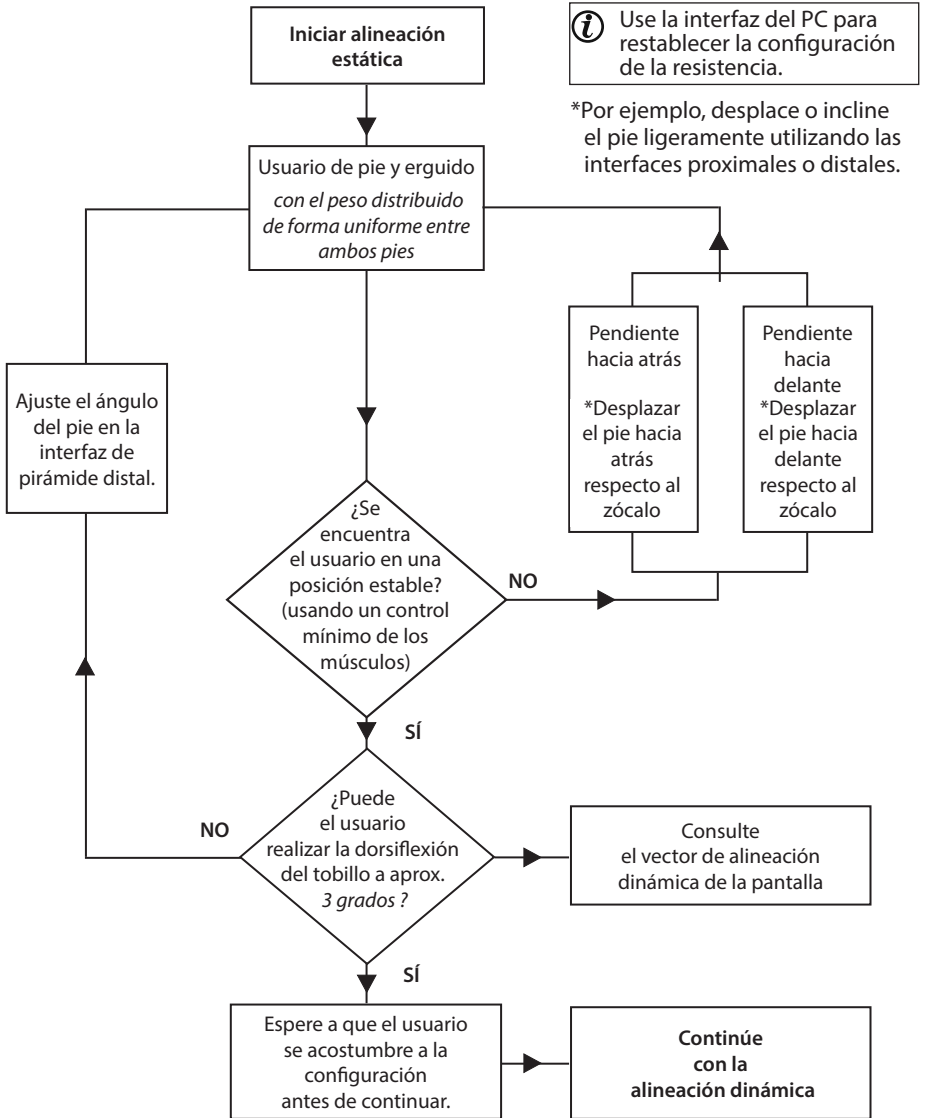 Iniciar alineación
estática
Use la interfaz del PC para
restablecer la configuración
de la resistencia.
*Por ejemplo, desplace o incline
el pie ligeramente utilizando las
interfaces proximales o distales.
Usuario de pie y erguido
con el peso distribuido
de forma uniforme entre
ambos pies
Ajuste el ángulo
del pie en la
interfaz de
pirámide distal.
Pendiente
hacia atrás
*Desplazar
el pie hacia
atrás
respecto al
zócalo
Pendiente
hacia
delante
*Desplazar
el pie hacia
delante
respecto al
zócalo
¿Se
encuentra
el usuario en una
posición estable?
(usando un control
mínimo de los
músculos)
NO
SÍ
¿Puede
el usuario
realizar la dorsiflexión
del tobillo a aprox.
3 grados ?
NO
Consulte
el vector de alineación
dinámica de la pantalla
SÍ
Espere a que el usuario
se acostumbre a la
configuración
antes de continuar.
Continúe
con la
alineación dinámica